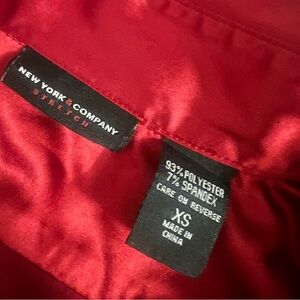 NEW YORK & COMPANY
STRETCH
93% POLYESTER
7% SPANDEX
CARE ON REVERSE
XS
MADE IN
CHINA